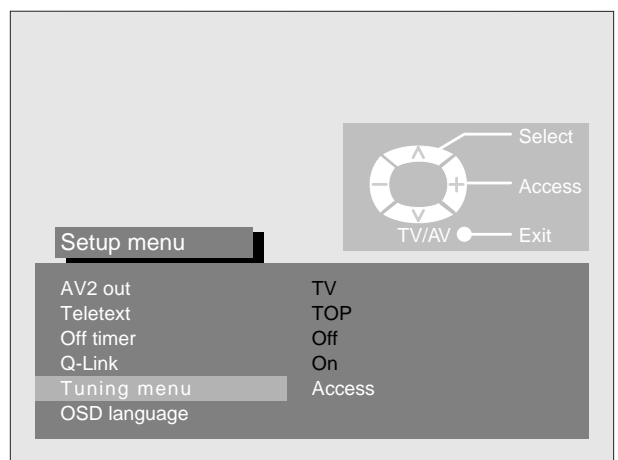 Select
Access
TV/AV Exit
Setup menu
AV2 out TV
Teletext TOP
Off timer Off
Q-Link On
Tuning menu Access
OSD language